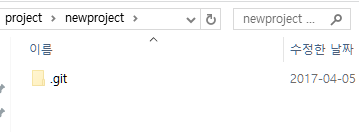 project > newproject >
newproject ...
이름
수정한 날짜
.git
2017-04-05